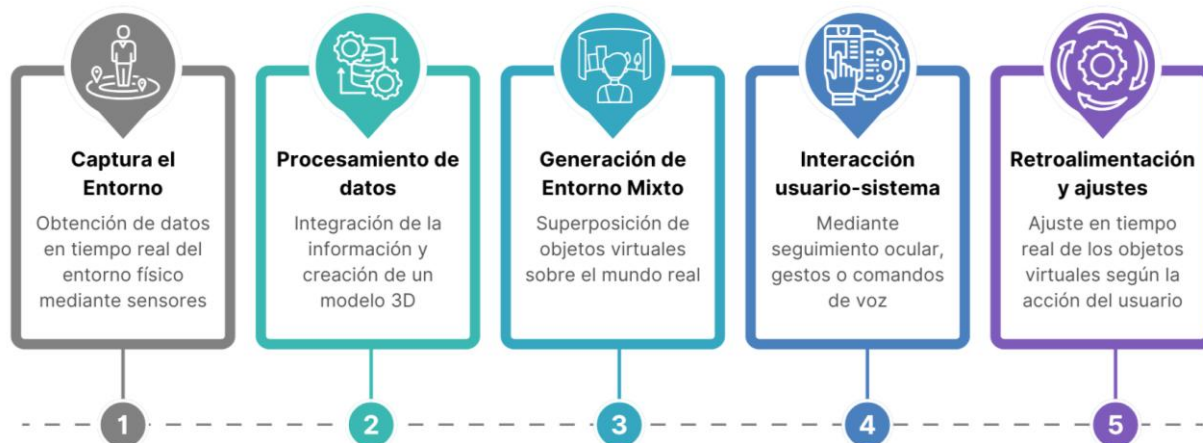 Captura el
Entorno
Obtención de datos
en tiempo real del
entorno físico
mediante sensores
1
Procesamiento de
datos
Integración de la
información y
creación de un
modelo 3D
2
Generación de
Entorno Mixto
Superposición de
objetos virtuales
sobre el mundo real
3
Interacción
usuario-sistema
Mediante
seguimiento ocular,
gestos o comandos
de voz
4
Retroalimentación
y ajustes
Ajuste en tiempo
real de los objetos
virtuales según la
acción del usuario
5